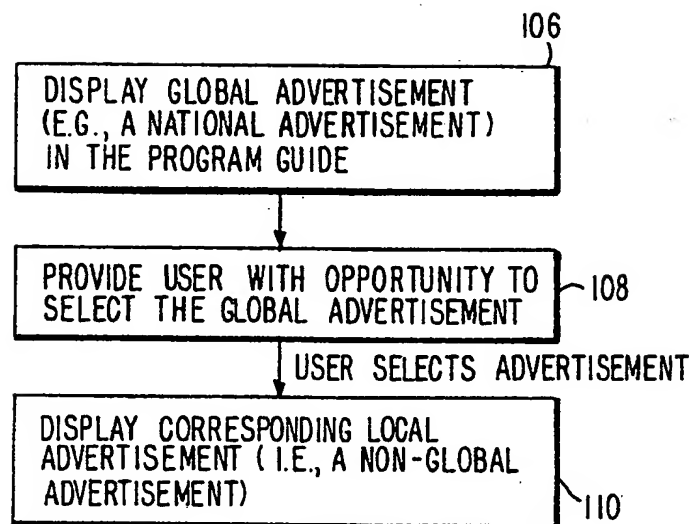 106
DISPLAY GLOBAL ADVERTISEMENT
(E.G., A NATIONAL ADVERTISEMENT)
IN THE PROGRAM GUIDE
PROVIDE USER WITH OPPORTUNITY TO
SELECT THE GLOBAL ADVERTISEMENT
108
USER SELECTS ADVERTISEMENT
DISPLAY CORRESPONDING LOCAL
ADVERTISEMENT (I.E., A NON-GLOBAL
ADVERTISEMENT)
110